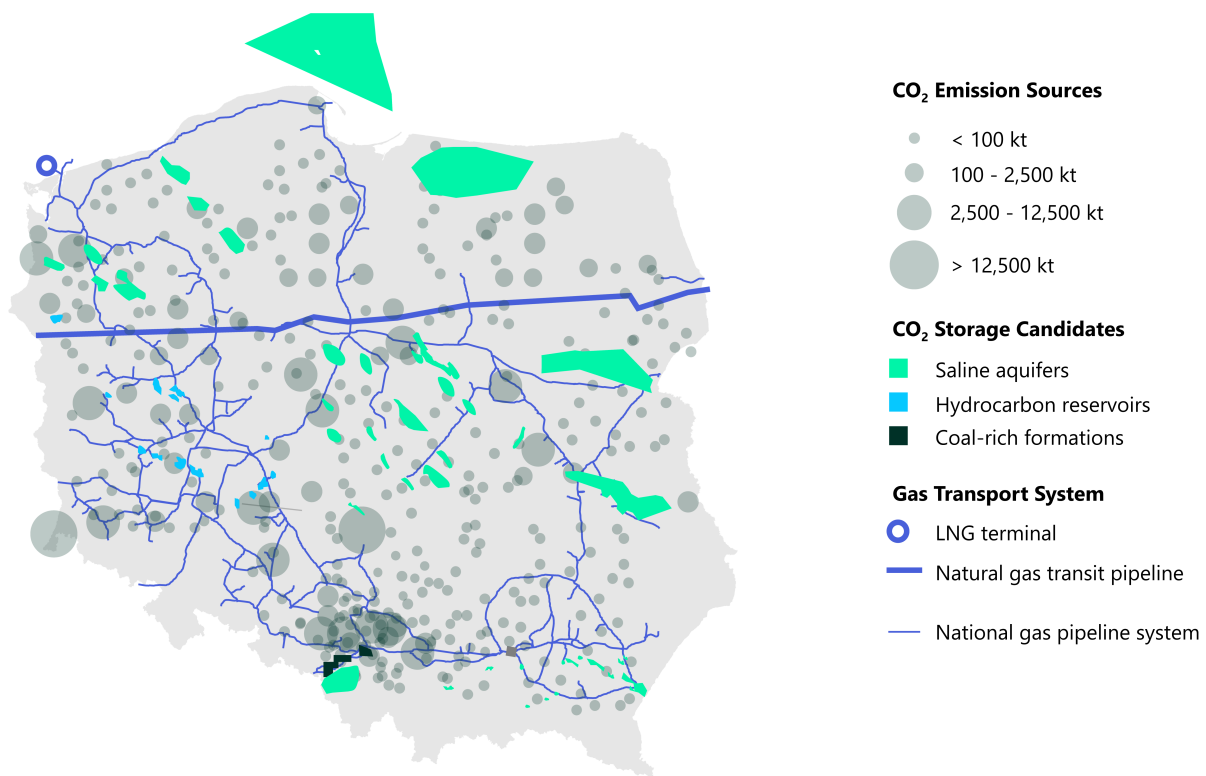 CO₂ Emission Sources
< 100 kt
100 - 2,500 kt
2,500 - 12,500 kt
> 12,500 kt
CO₂ Storage Candidates
Saline aquifers
Hydrocarbon reservoirs
Coal-rich formations
Gas Transport System
LNG terminal
Natural gas transit pipeline
National gas pipeline system